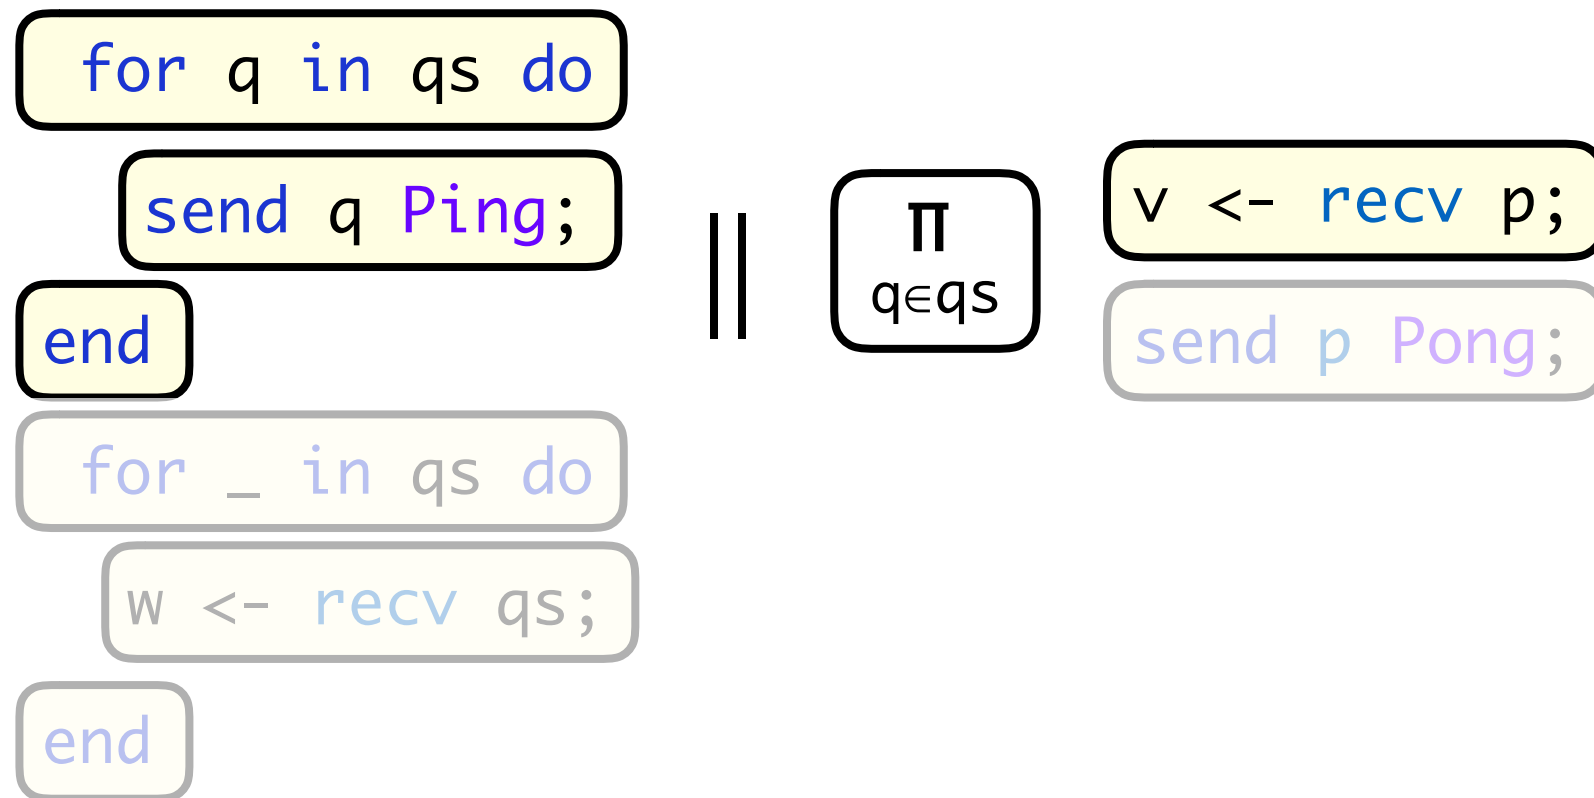 for q in qs do
send q Ping;
end
for _ in qs do
w <- recv qs;
end
||
Π
q∈qs
v <- recv p;
send p Pong;